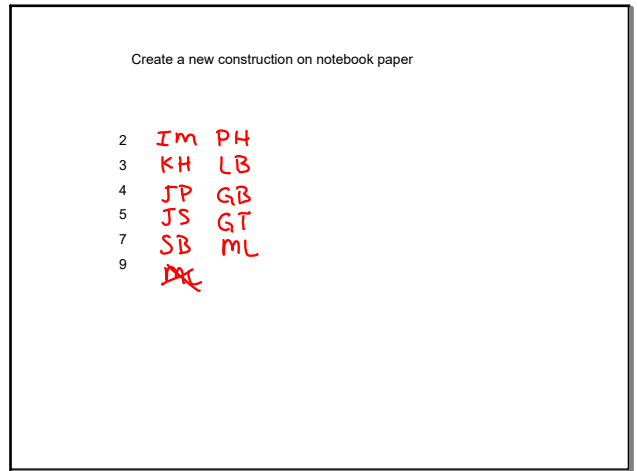 Create a new construction on notebook paper
2 IM PH
3 KH LB
4 JP GB
5 JS GT
7 SB ML
9